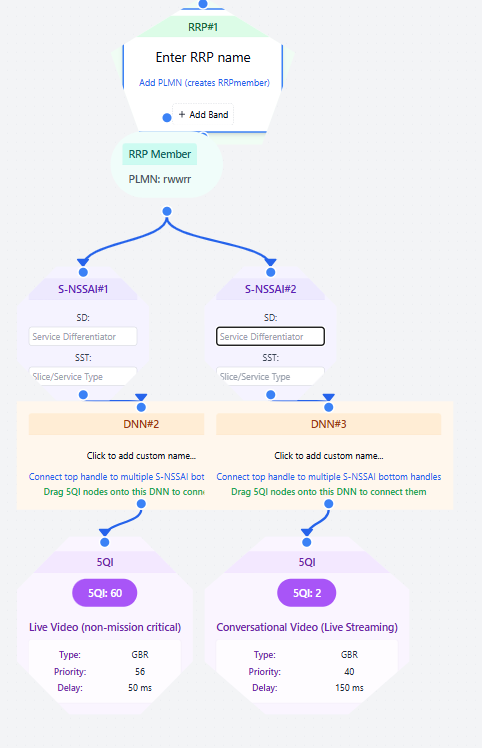 RRP#1
Enter RRP name
Add PLMN (creates RRPmember)
+ Add Band
RRP Member
PLMN: rwwrr
S-NSSAI#1
S-NSSAI#2
SD:
SD:
Service Differentiator
Service Differentiator
SST:
SST:
Slice/Service Type
Slice/Service Type
DNN#2
DNN#3
Click to add custom name...
Click to add custom name...
Connect top handle to multiple S-NSSAI bot
Connect top handle to multiple S-NSSAI bottom handles
Drag 5QI nodes onto this DNN to conn
Drag 5QI nodes onto this DNN to connect them
5QI
5QI
5QI: 60
5QI: 2
Live Video (non-mission critical)
Conversational Video (Live Streaming)
Type: GBR
Type: GBR
Priority: 56
Priority: 40
Delay: 50 ms
Delay: 150 ms